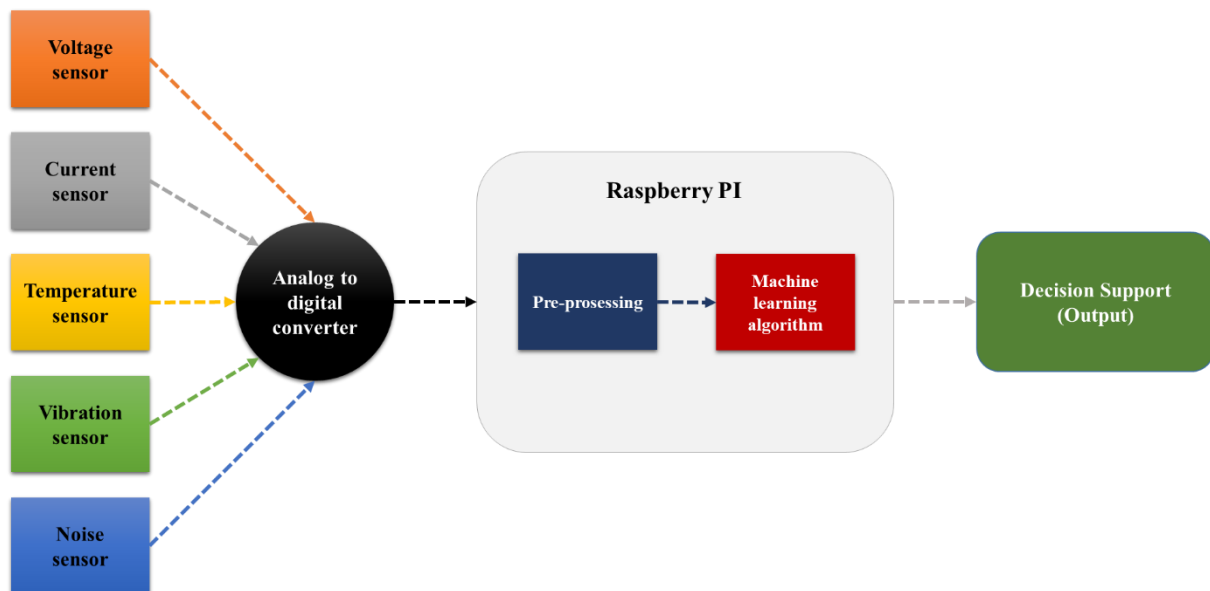 Voltage
sensor
Current
sensor
Temperature
sensor
Vibration
sensor
Noise
sensor
Analog to
digital
converter
Raspberry PI
Pre-prosessing
Machine
learning
algorithm
Decision Support
(Output)